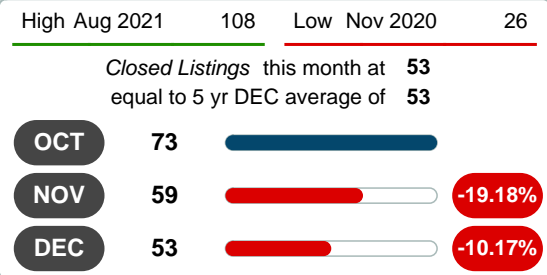 High Aug 2021 108 Low Nov 2020 26
Closed Listings this month at 53
equal to 5 yr DEC average of 53
OCT 73
NOV 59 -19.18%
DEC 53 -10.17%